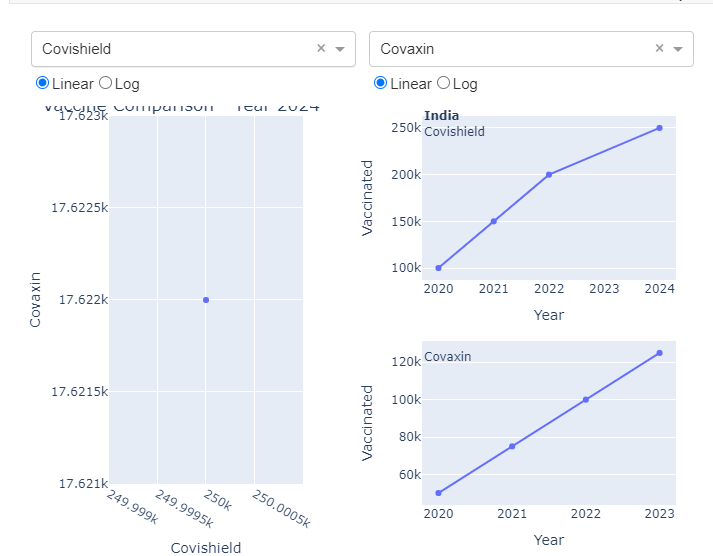 Covishield × Covaxin ×
Linear Log Linear Log
Vaccine Comparison - Year 2024
17.623k
17.6225k
17.622k
17.6215k
17.621k
Covaxin
249.999k
249.9995k
250k
250.0005k
Covishield
India
Covishield
250k
200k
150k
100k
Vaccinated
2020 2021 2022 2023 2024
Year
Covaxin
120k
100k
80k
60k
Vaccinated
2020 2021 2022 2023
Year